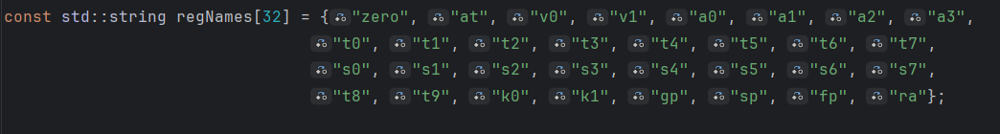 const std::string regNames[32] = {"zero", "at", "v0", "v1", "a0", "a1", "a2", "a3",
"t0", "t1", "t2", "t3", "t4", "t5", "t6", "t7",
"s0", "s1", "s2", "s3", "s4", "s5", "s6", "s7",
"t8", "t9", "k0", "k1", "gp", "sp", "fp", "ra"};